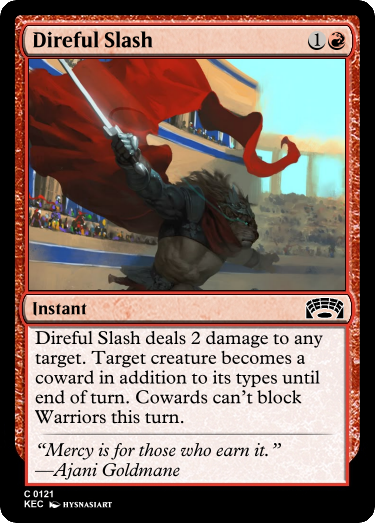 Direful Slash 1
Instant
Direful Slash deals 2 damage to any
target. Target creature becomes a
coward in addition to its types until
end of turn. Cowards can’t block
Warriors this turn.
“Mercy is for those who earn it.”
—Ajani Goldmane
C 0121
KEC HYNSASIART